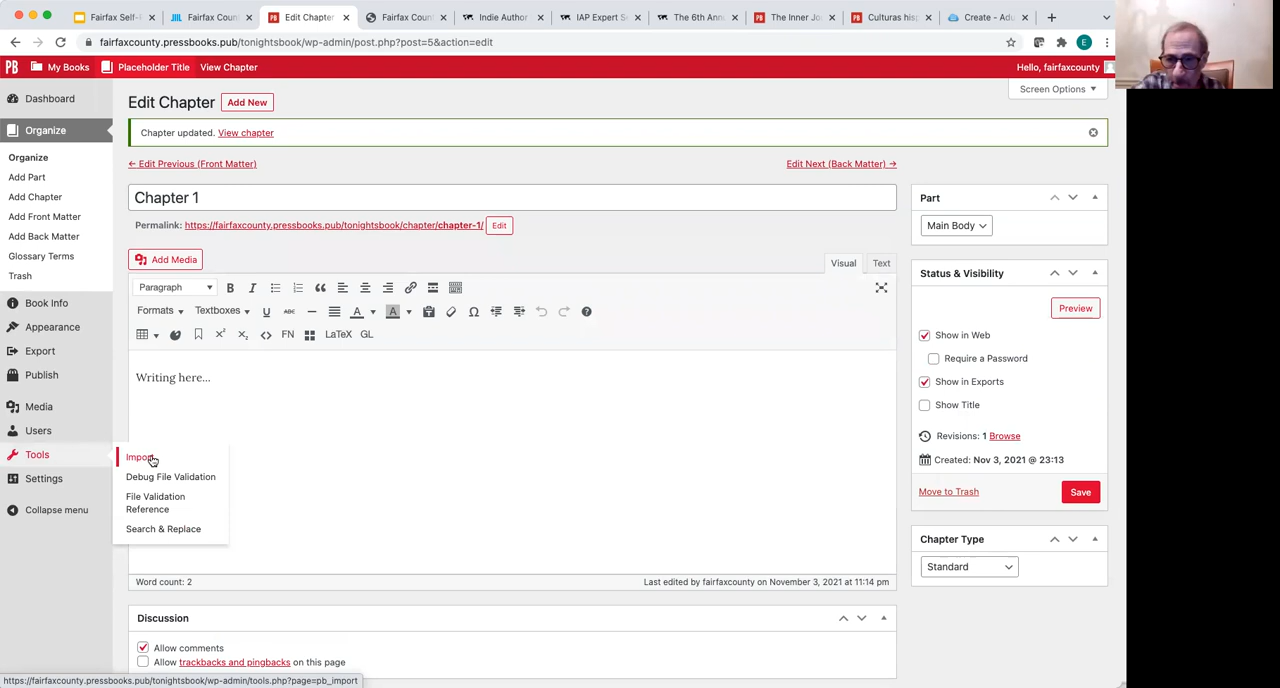 Fairfax Self-
Fairfax Coun
Edit Chapter
Fairfax Coun
Indie Author
IAP Expert S
The 6th Ann
The Inner Jo
Culturas his
Create - Ad
fairfaxcounty.pressbooks.pub/tonightsbook/wp-admin/post.php?post=5&action=edit
E
PB My Books Placeholder Title View Chapter Hello, fairfaxcounty
Screen Options
Dashboard
Organize
Organize
Add Part
Add Chapter
Add Front Matter
Add Back Matter
Glossary Terms
Trash
Book Info
Appearance
Export
Publish
Media
Users
Tools
Settings
Collapse menu
Import
Debug File Validation
File Validation
Reference
Search & Replace
Edit Chapter Add New
Chapter updated. View chapter
← Edit Previous (Front Matter) Edit Next (Back Matter) →
Chapter 1
Permalink: https://fairfaxcounty.pressbooks.pub/tonightsbook/chapter/chapter-1/ Edit
Add Media Visual Text
Paragraph B I
Formats Textboxes U ABC A A Ω
X² X₂ FN LaTeX GL
Writing here...
Word count: 2 Last edited by fairfaxcounty on November 3, 2021 at 11:14 pm
Discussion
Allow comments
Allow trackbacks and pingbacks on this page
Part
Main Body
Status & Visibility
Preview
Show in Web
Require a Password
Show in Exports
Show Title
Revisions: 1 Browse
Created: Nov 3, 2021 @ 23:13
Move to Trash Save
Chapter Type
Standard
https://fairfaxcounty.pressbooks.pub/tonightsbook/wp-admin/tools.php?page=pb_import